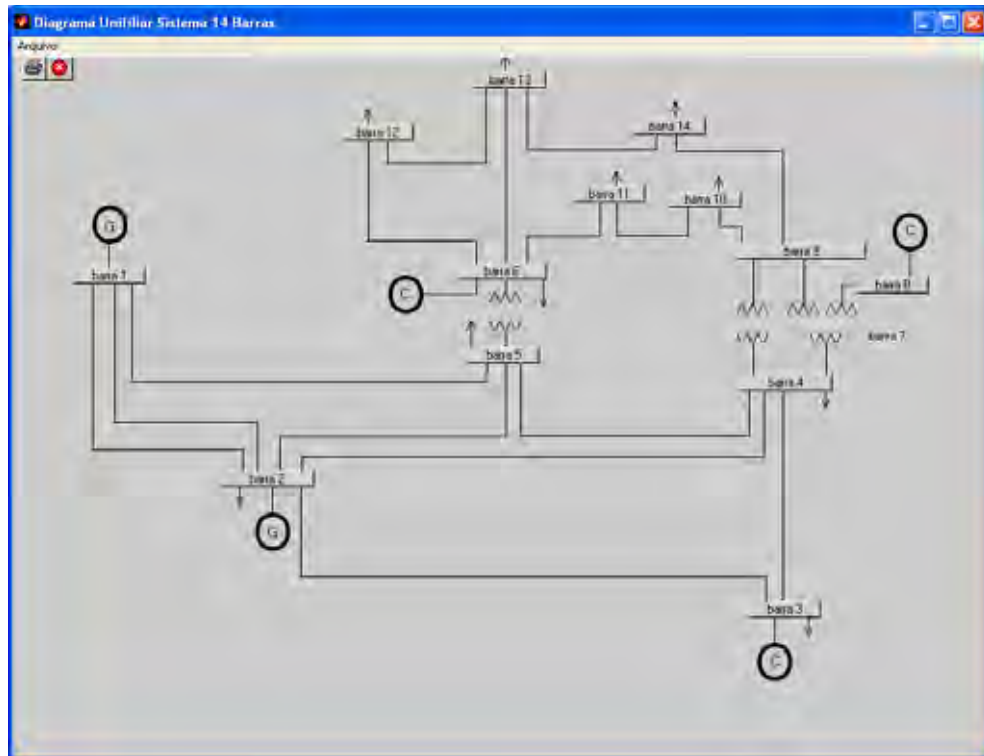 Diagrama Unifiliar Sistema 14 Barras
Arquivo
barra 13
barra 12
barra 14
barra 11
barra 10
G
C
barra 9
barra 1
barra 6
barra 8
C
barra 7
barra 5
barra 4
barra 2
G
barra 3
C